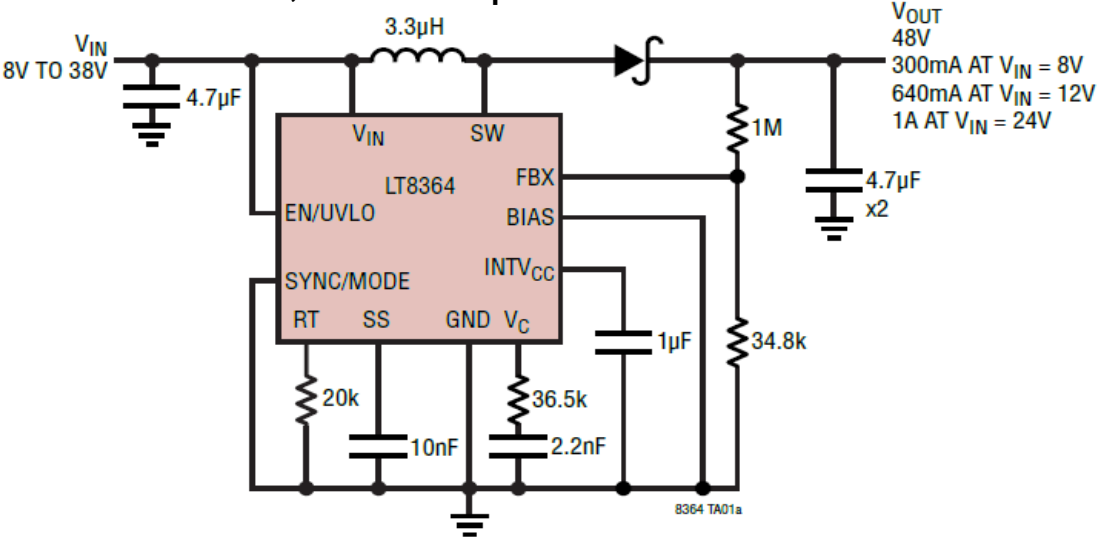 3.3µH
VIN
8V TO 38V
4.7µF
VOUT
48V
300mA AT VIN = 8V
640mA AT VIN = 12V
1A AT VIN = 24V
VIN
SW
LT8364
FBX
1M
EN/UVLO
BIAS
4.7µF
x2
SYNC/MODE
INTVCC
RT
SS
GND
VC
1µF
34.8k
20k
36.5k
10nF
2.2nF
8364 TA01a